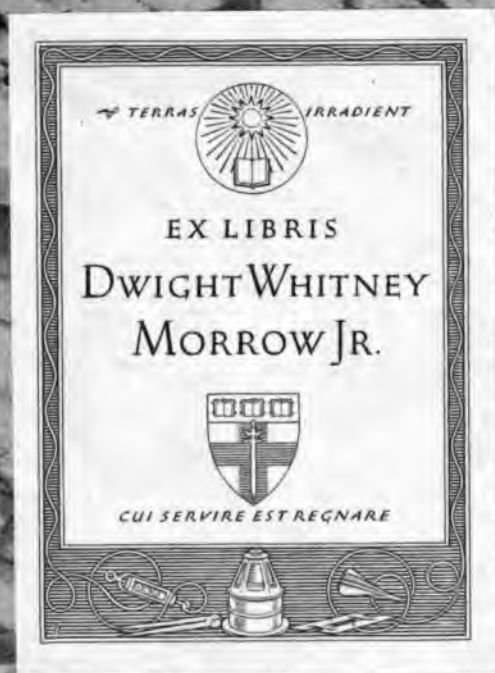 TERRAS IRRADIENT
EX LIBRIS
DWIGHT WHITNEY
MORROW JR.
CUI SERVIRE EST REGNARE